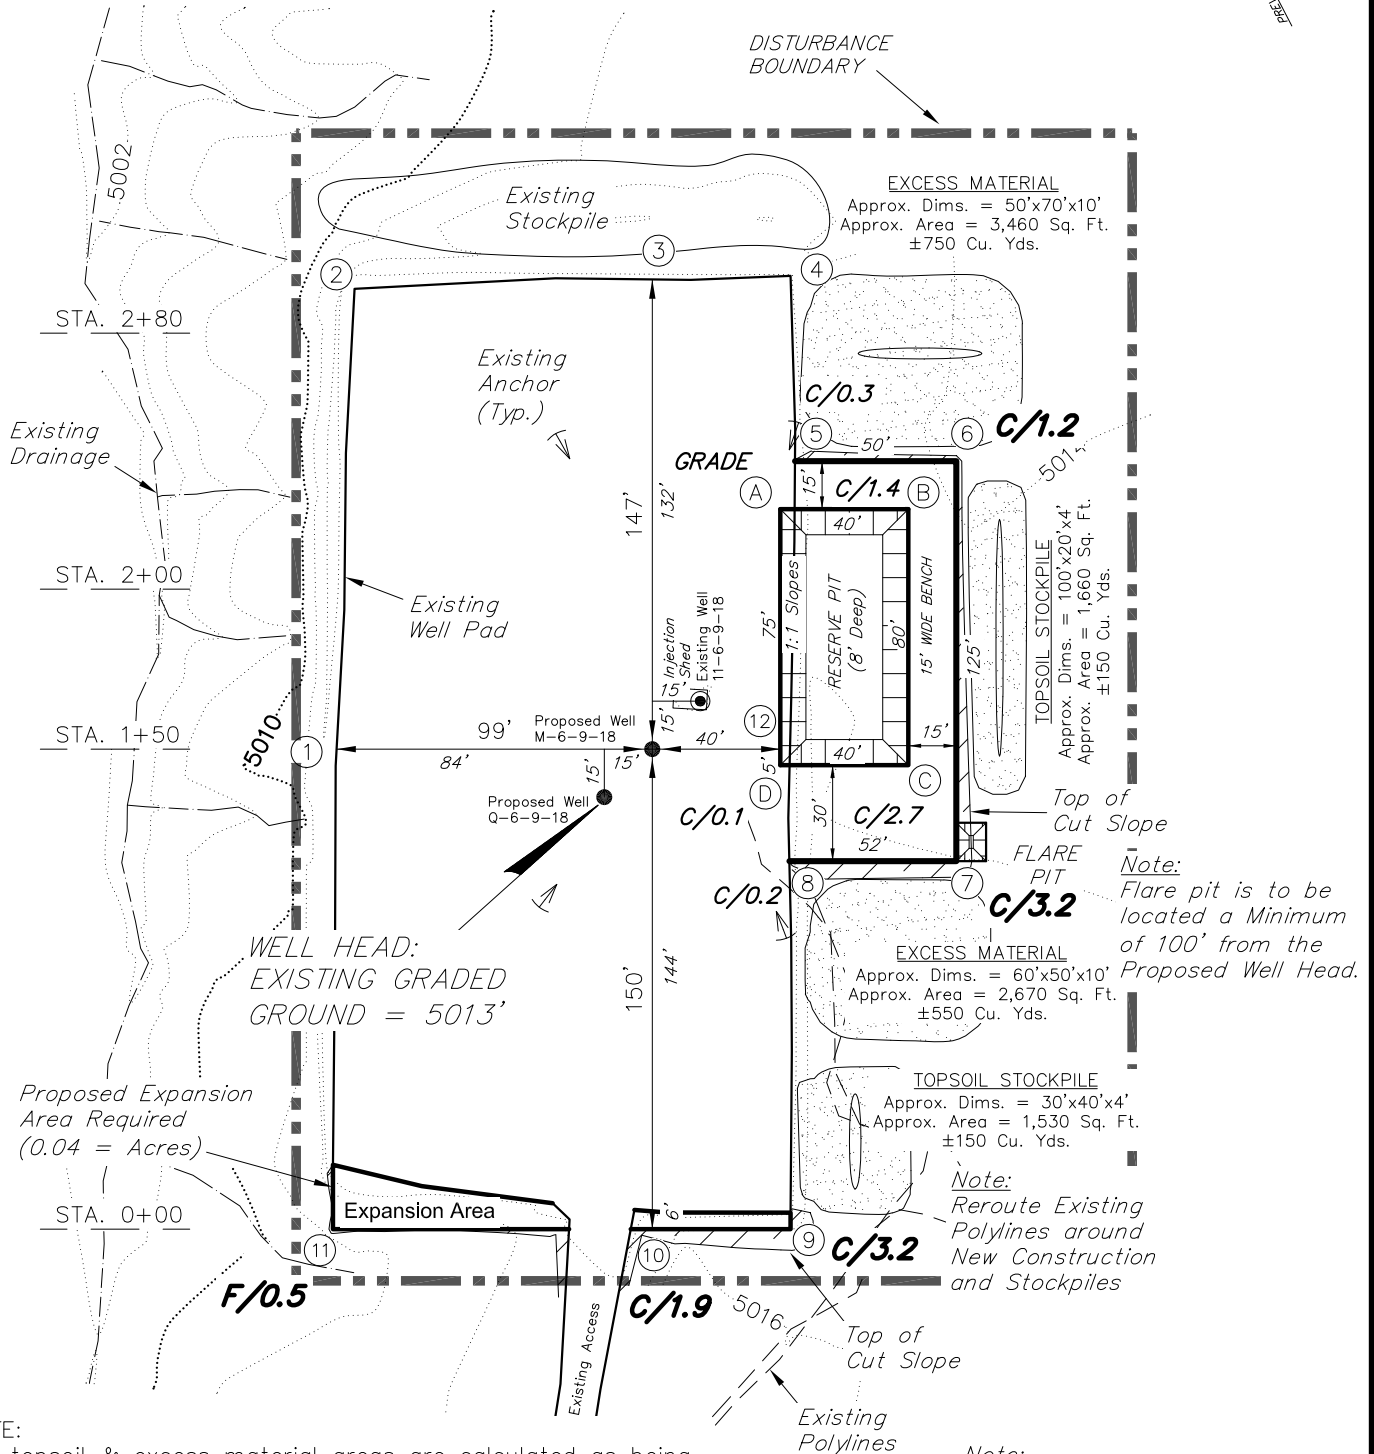 DISTURBANCE
BOUNDARY
5002
Existing
Stockpile
EXCESS MATERIAL
Approx. Dims. = 50'x70'x10'
Approx. Area = 3,460 Sq. Ft.
±750 Cu. Yds.
2
3
4
STA. 2+80
Existing
Anchor
(Typ.)
C/0.3
5
50'
6
C/1.2
Existing
Drainage
GRADE
A
15'
C/1.4
B
40'
147'
132'
TOPSOIL STOCKPILE
Approx. Dims. = 100'x20'x4'
Approx. Area = 1,660 Sq. Ft.
±150 Cu. Yds.
STA. 2+00
Existing
Well Pad
Injection
Shed
Existing Well
11-6-9-18
75'
1:1 Slopes
RESERVE PIT
(8' Deep)
80'
15' WIDE BENCH
125'
15'
15'
12
STA. 1+50
5010
1
99'
84'
Proposed Well
M-6-9-18
15'
15'
40'
5'
40'
15'
D
C
Proposed Well
Q-6-9-18
C/0.1
30'
C/2.7
52'
Top of
Cut Slope
FLARE
PIT
8
7
C/0.2
C/3.2
Note:
Flare pit is to be
located a Minimum
of 100' from the
Proposed Well Head.
WELL HEAD:
EXISTING GRADED
GROUND = 5013'
150'
144'
EXCESS MATERIAL
Approx. Dims. = 60'x50'x10'
Approx. Area = 2,670 Sq. Ft.
±550 Cu. Yds.
Proposed Expansion
Area Required
(0.04 = Acres)
TOPSOIL STOCKPILE
Approx. Dims. = 30'x40'x4'
Approx. Area = 1,530 Sq. Ft.
±150 Cu. Yds.
Note:
Reroute Existing
Polylines around
New Construction
and Stockpiles
STA. 0+00
Expansion Area
6'
11
10
9
C/3.2
F/0.5
C/1.9
5016
Existing Access
Top of
Cut Slope
Existing
Polylines
TE:
topsoil & excess material areas are calculated as being
Note: